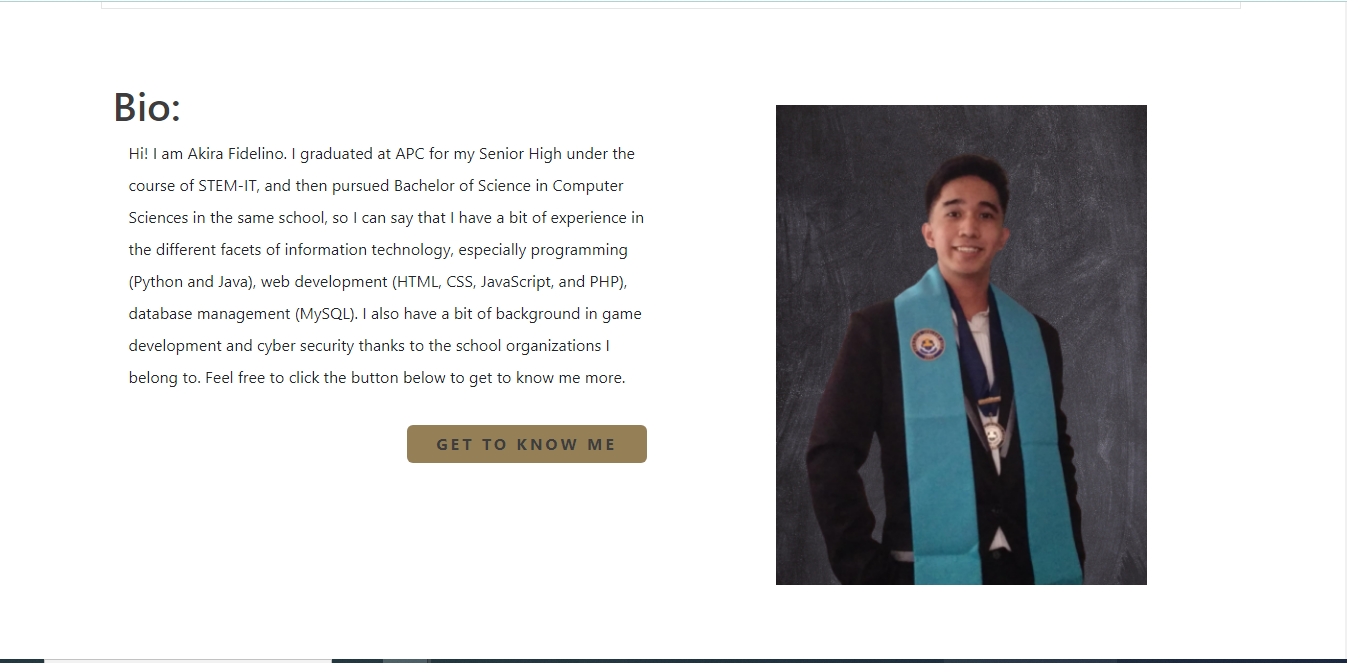 Bio:
Hi! I am Akira Fidelino. I graduated at APC for my Senior High under the
course of STEM-IT, and then pursued Bachelor of Science in Computer
Sciences in the same school, so I can say that I have a bit of experience in
the different facets of information technology, especially programming
(Python and Java), web development (HTML, CSS, JavaScript, and PHP),
database management (MySQL). I also have a bit of background in game
development and cyber security thanks to the school organizations I
belong to. Feel free to click the button below to get to know me more.
GET TO KNOW ME